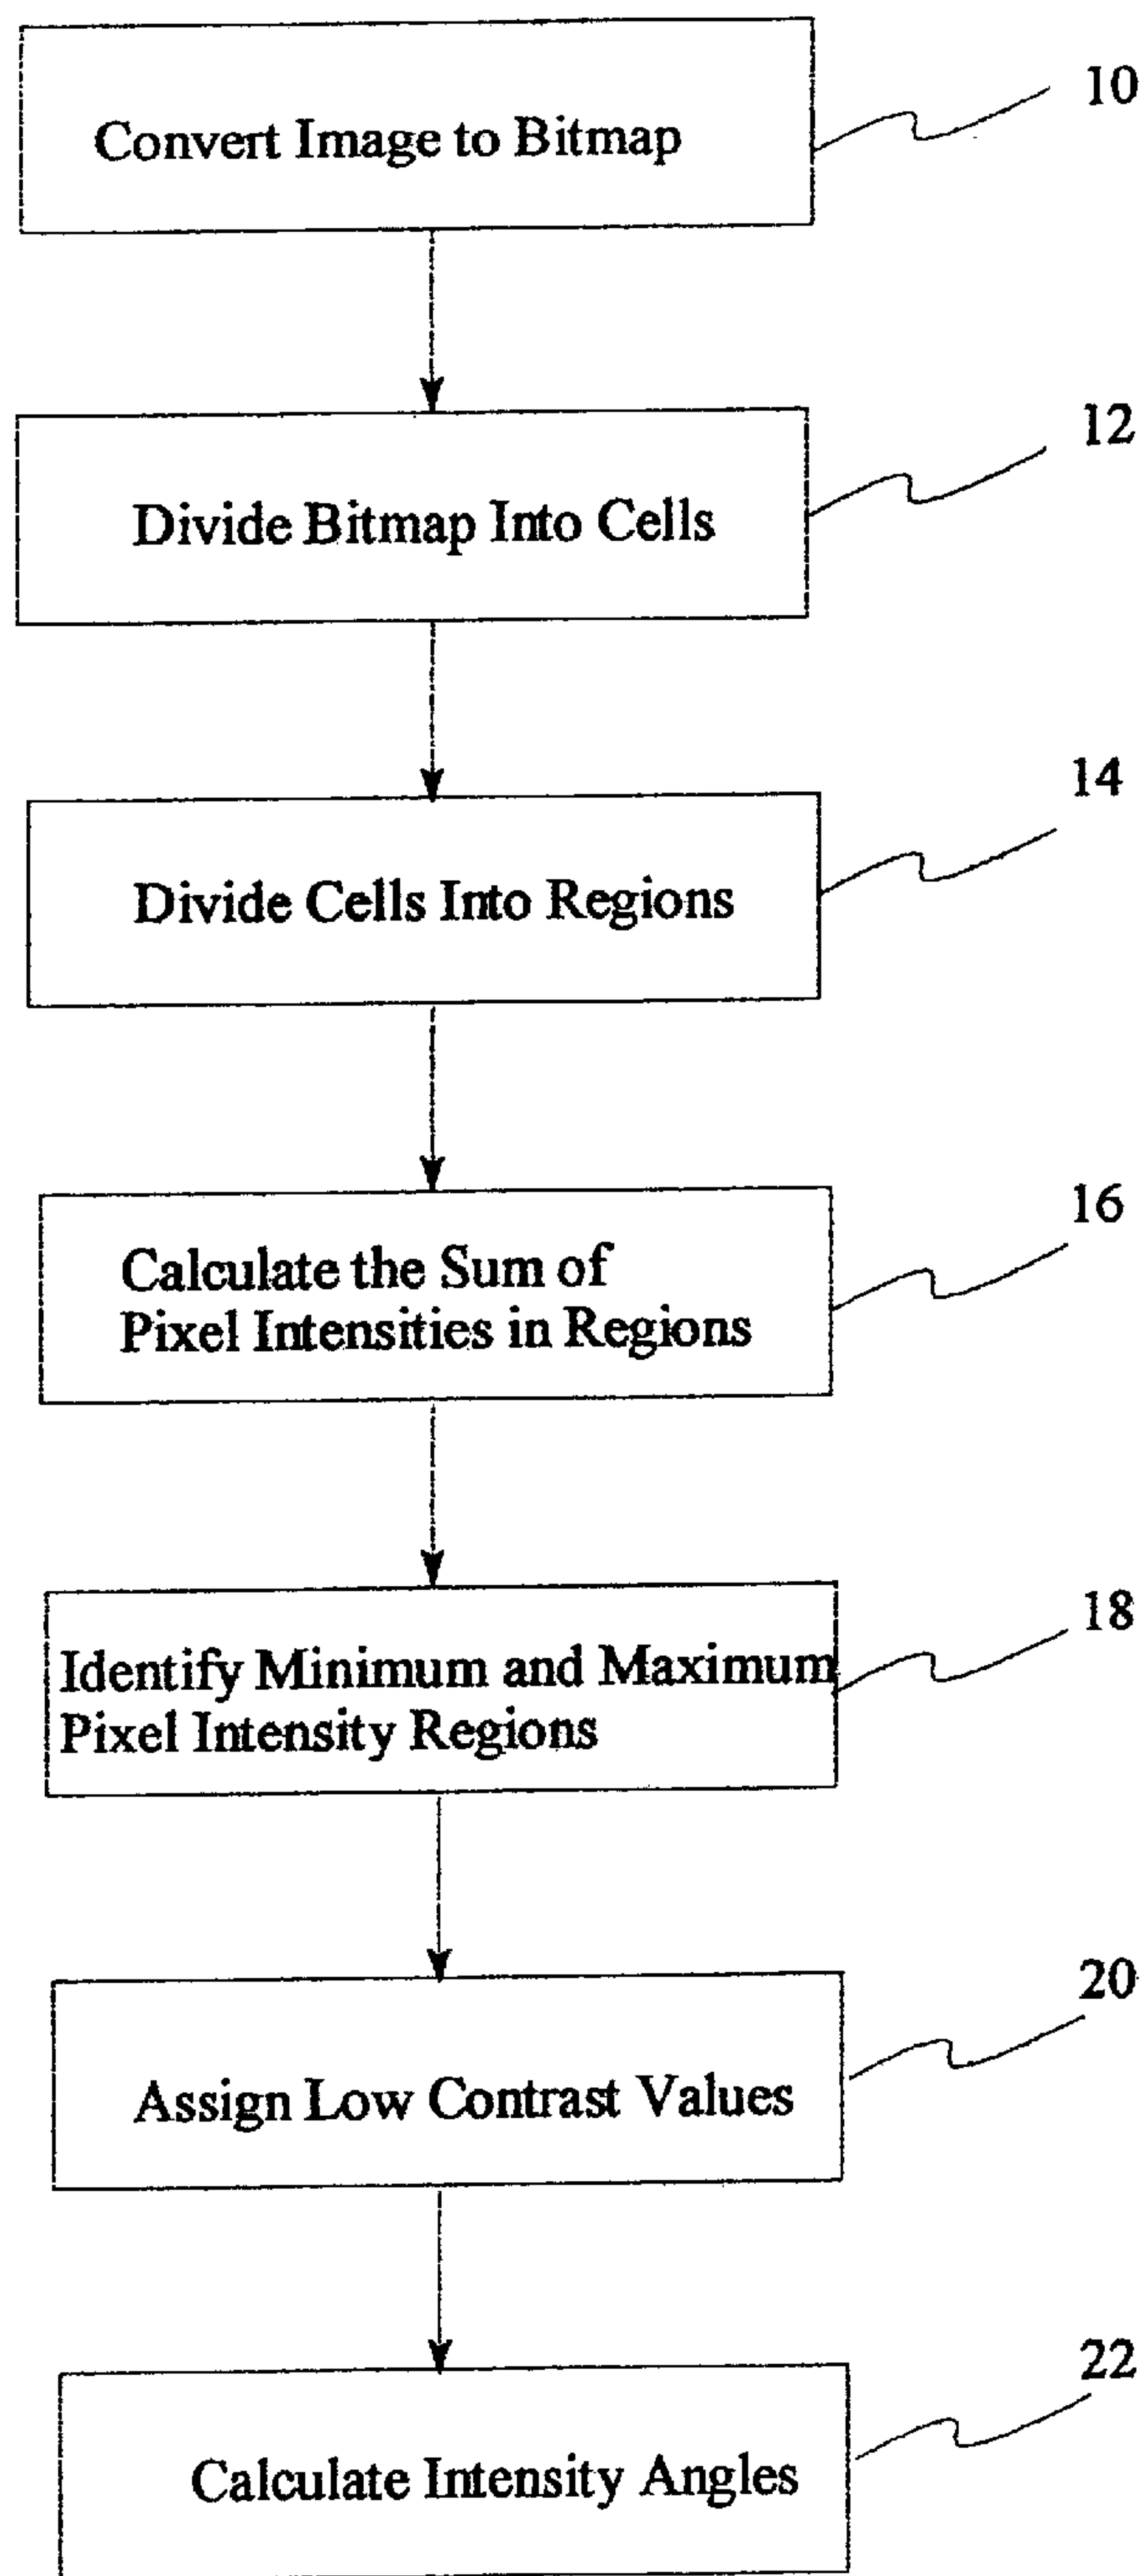 Convert Image to Bitmap
10
Divide Bitmap Into Cells
12
Divide Cells Into Regions
14
Calculate the Sum of
Pixel Intensities in Regions
16
Identify Minimum and Maximum
Pixel Intensity Regions
18
Assign Low Contrast Values
20
Calculate Intensity Angles
22